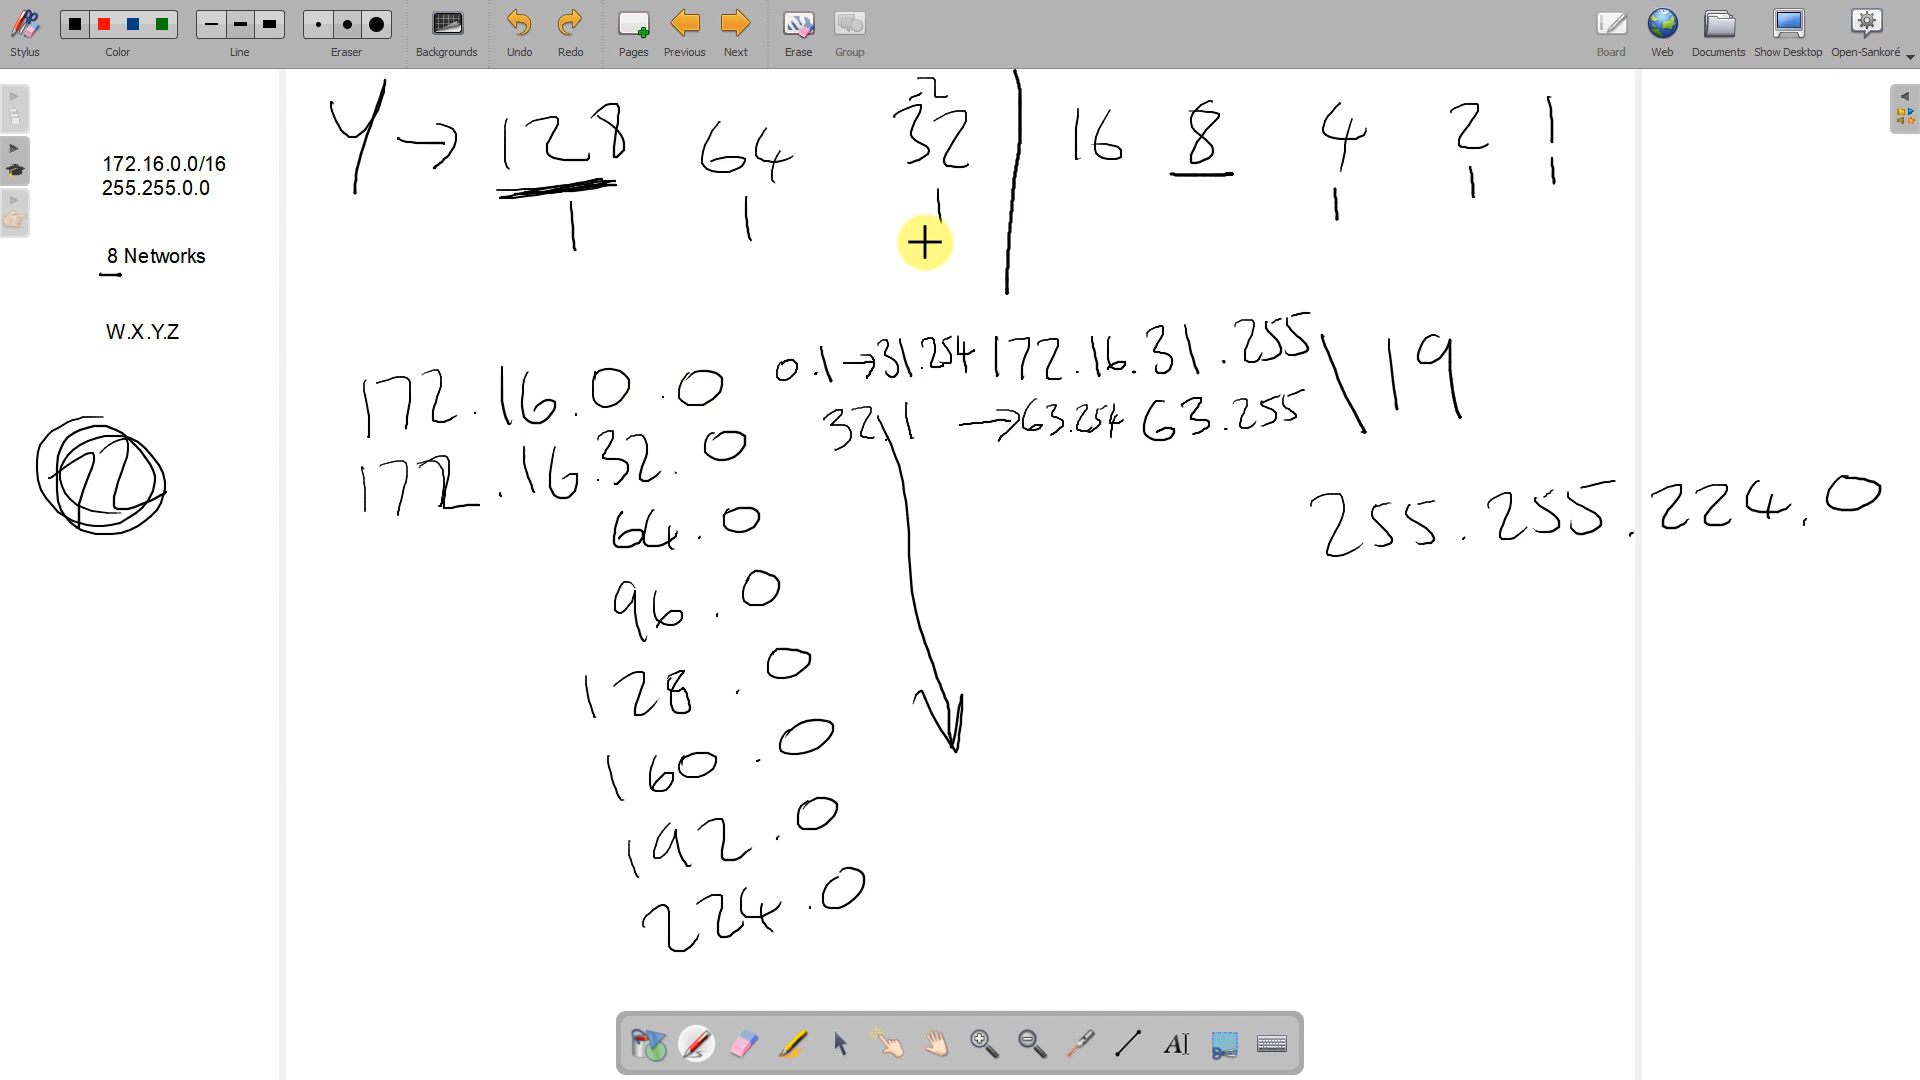 Stylus Color Line Eraser Backgrounds Undo Redo Pages Previous Next Erase Group Board Web Documents Show Desktop Open-Sankoré
Y → 128 64 32 16 8 4 2 1
1 1 1 1 1 1
172.16.0.0/16
255.255.0.0
8 Networks
W.X.Y.Z
172.16.0.0 0.1→31.254 172.16.31.255 \19
172.16.32.0 32.1 →63.254 63.255
64.0
96.0
128.0
160.0
192.0
224.0
255.255.224.0